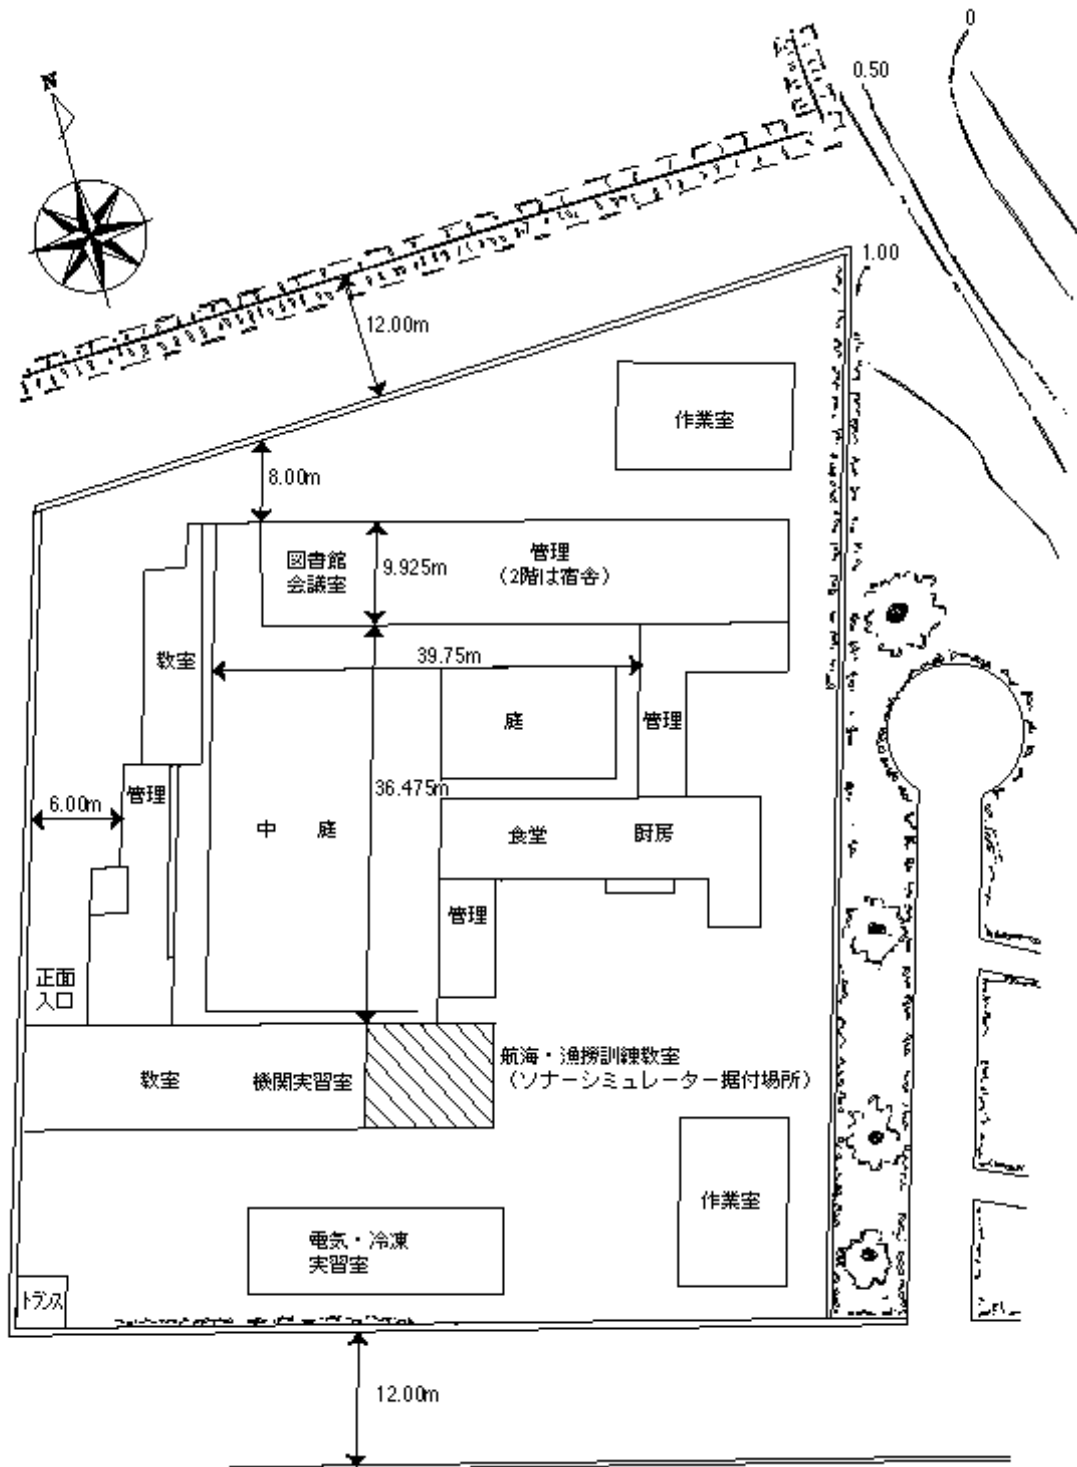 0
0.50
N
1.00
12.00m
作業室
8.00m
図書館
会議室
9.925m
管理
(2階は宿舎)
教室
39.75m
庭
管理
管理
36.475m
6.00m
中 庭
食堂
厨房
管理
正面
入口
教室
機関実習室
航海・漁撈訓練教室
(ソナーシミュレーター据付場所)
作業室
電気・冷凍
実習室
トランス
12.00m